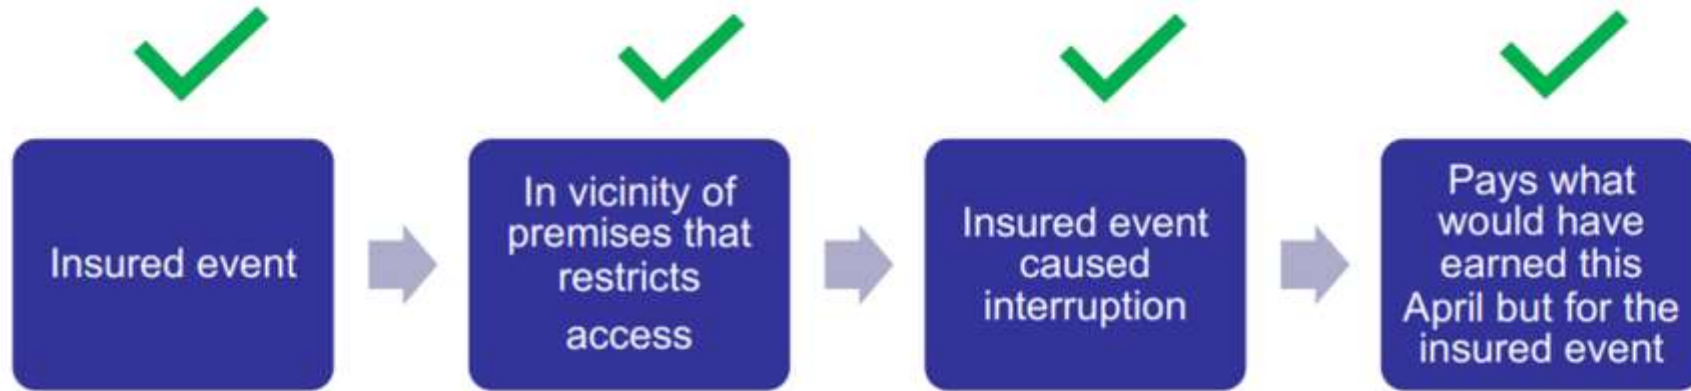 Insured event
In vicinity of
premises that
restricts
access
Insured event
caused
interruption
Pays what
would have
earned this
April but for the
insured event